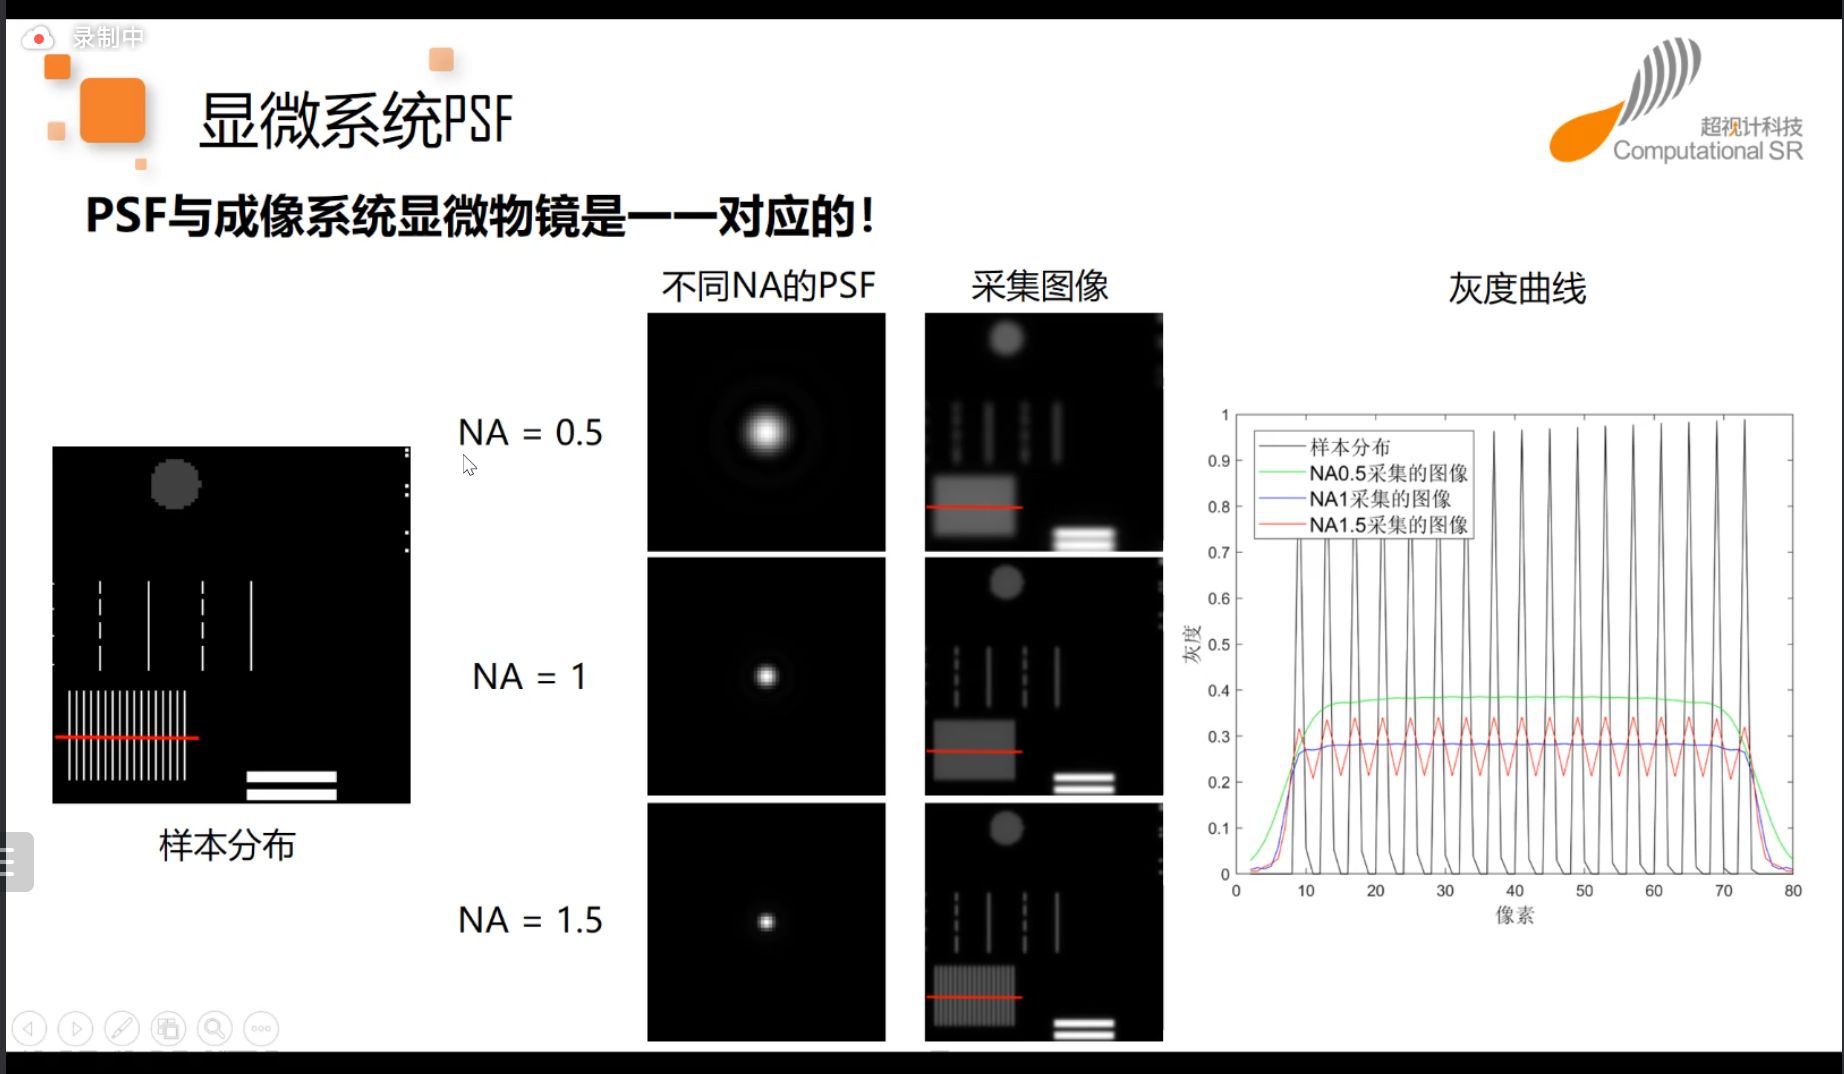 录制中
显微系统PSF
超视计科技
Computational SR
PSF与成像系统显微物镜是一一对应的！
不同NA的PSF
采集图像
灰度曲线
NA = 0.5
NA = 1
NA = 1.5
样本分布
样本分布
NA0.5采集的图像
NA1采集的图像
NA1.5采集的图像
灰度
1
0.9
0.8
0.7
0.6
0.5
0.4
0.3
0.2
0.1
0
0 10 20 30 40 50 60 70 80
像素